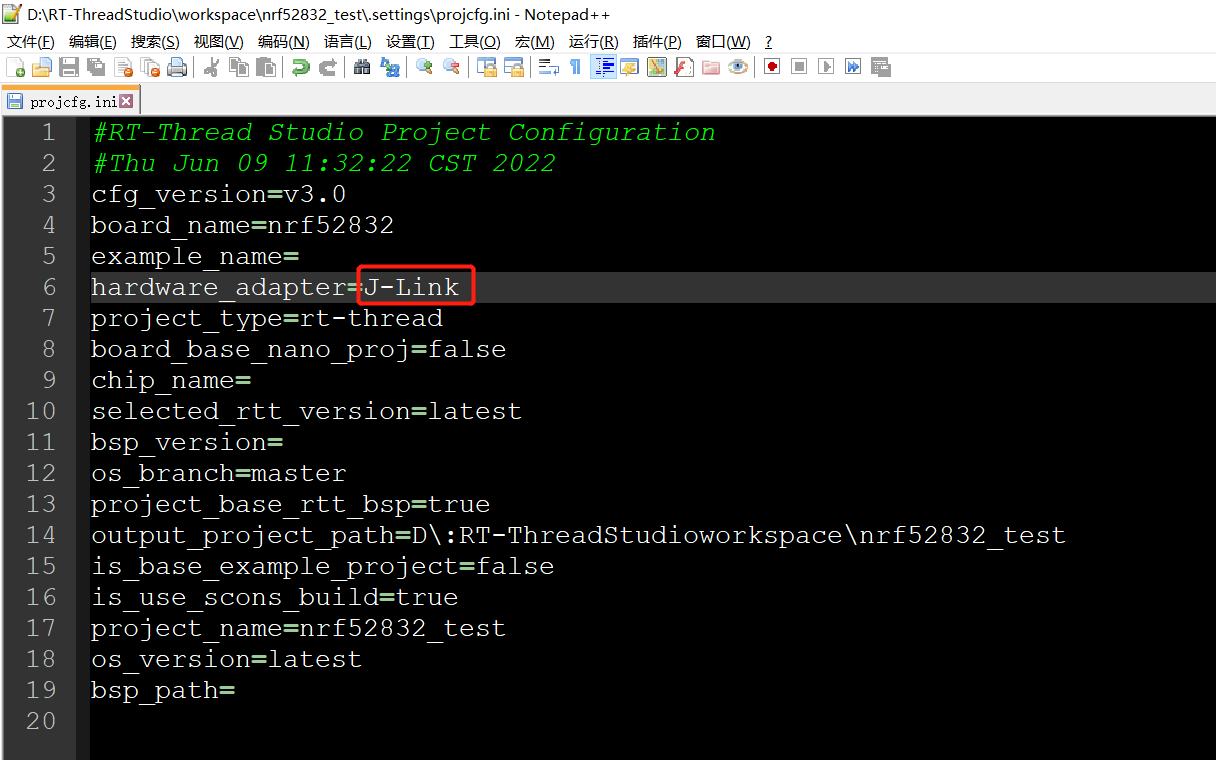 D:\RT-ThreadStudio\workspace\nrf52832_test\.settings\projcfg.ini - Notepad++
文件(F) 编辑(E) 搜索(S) 视图(V) 编码(N) 语言(L) 设置(T) 工具(O) 宏(M) 运行(R) 插件(P) 窗口(W) ?
projcfg.ini
1 #RT-Thread Studio Project Configuration
2 #Thu Jun 09 11:32:22 CST 2022
3 cfg_version=v3.0
4 board_name=nrf52832
5 example_name=
6 hardware_adapter=J-Link
7 project_type=rt-thread
8 board_base_nano_proj=false
9 chip_name=
10 selected_rtt_version=latest
11 bsp_version=
12 os_branch=master
13 project_base_rtt_bsp=true
14 output_project_path=D\:RT-ThreadStudioworkspace\nrf52832_test
15 is_base_example_project=false
16 is_use_scons_build=true
17 project_name=nrf52832_test
18 os_version=latest
19 bsp_path=
20